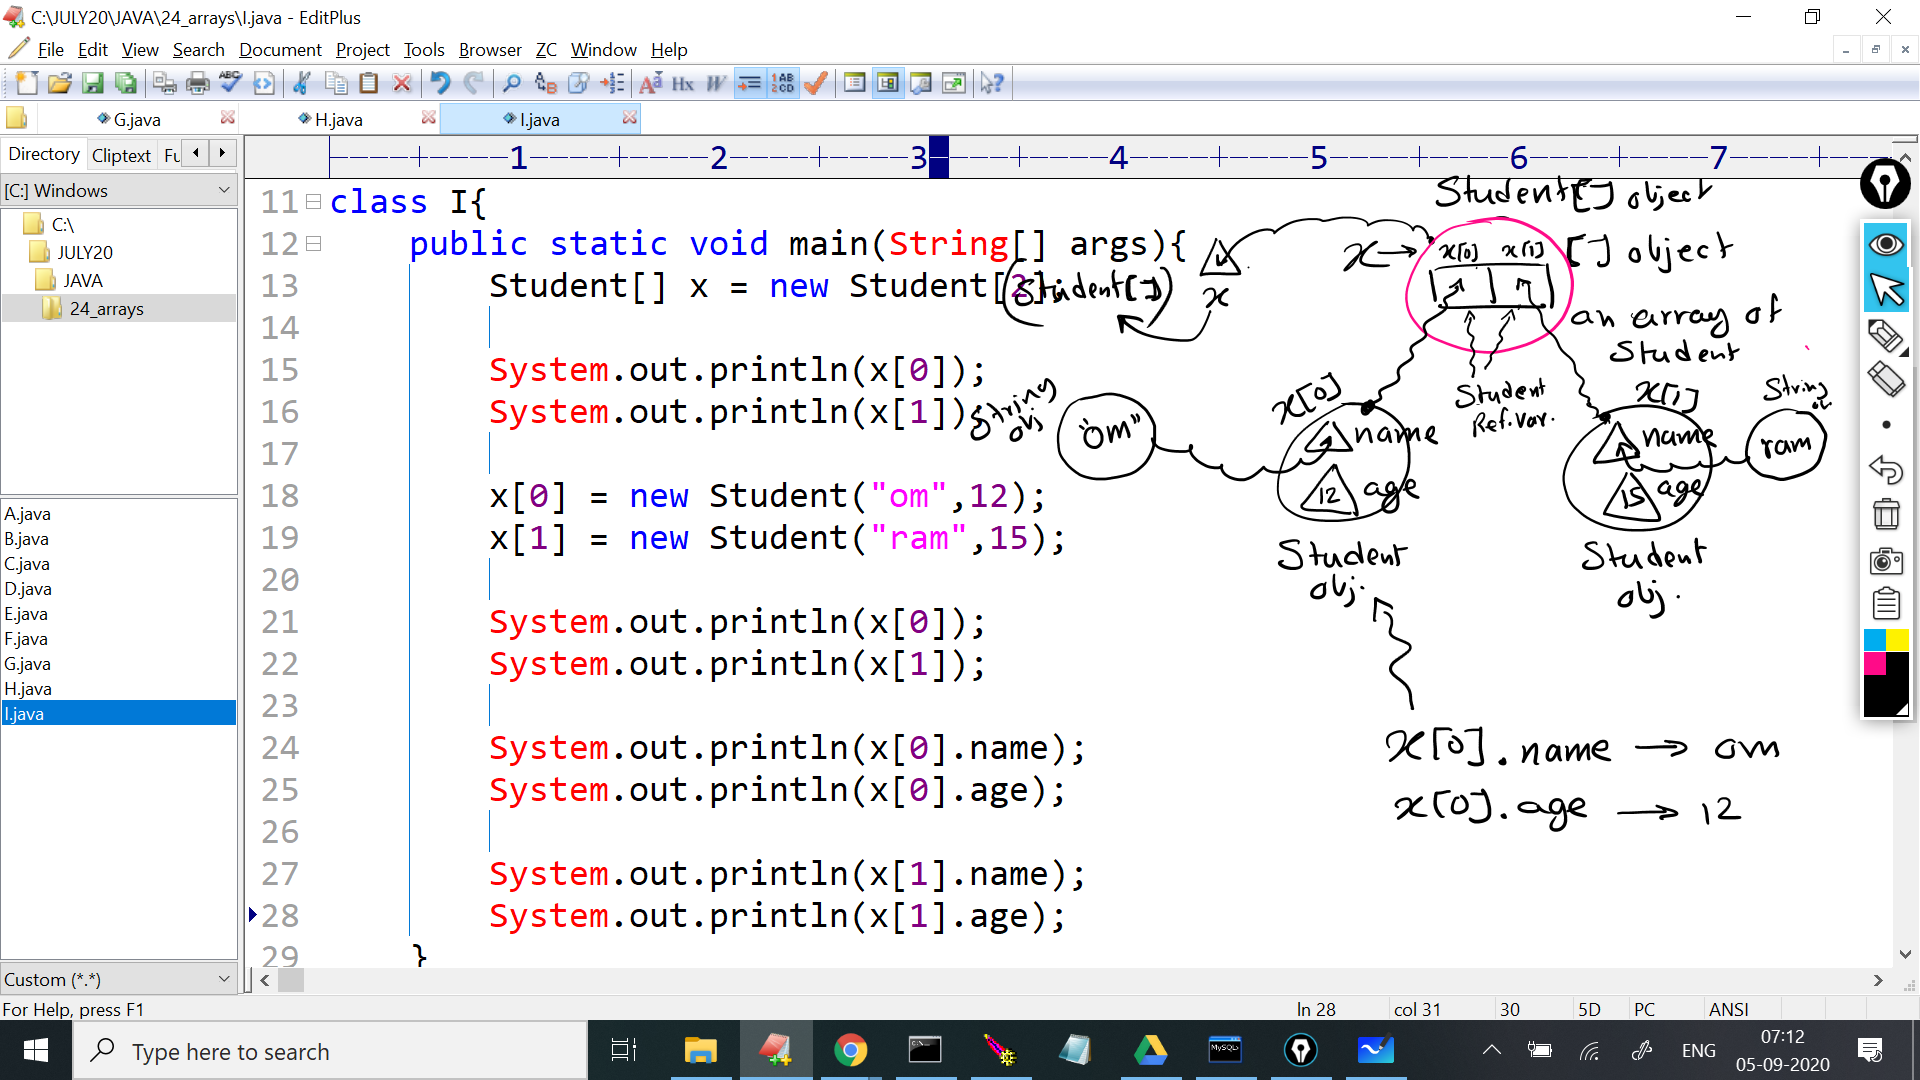 C:\JULY20\JAVA\24_arrays\I.java - EditPlus
File Edit View Search Document Project Tools Browser ZC Window Help
G.java H.java I.java
Directory Cliptext Fu
1 2 3 4 5 6 7
[C:] Windows
C:\
JULY20
JAVA
24_arrays
A.java
B.java
C.java
D.java
E.java
F.java
G.java
H.java
I.java
Custom (*.*)
11 class I{
12 public static void main(String[] args){
13 Student[] x = new Student[2];
14
15 System.out.println(x[0]);
16 System.out.println(x[1]);
17
18 x[0] = new Student("om",12);
19 x[1] = new Student("ram",15);
20
21 System.out.println(x[0]);
22 System.out.println(x[1]);
23
24 System.out.println(x[0].name);
25 System.out.println(x[0].age);
26
27 System.out.println(x[1].name);
28 System.out.println(x[1].age);
29 }
Student[] object
x → x[0] x[1] [] object
(Student[]) x
an array of
Student
Student
Ref.var.
String
obj
"om"
x[0]
name
12 age
Student
obj.
x[1]
name
15 age
Student
obj.
String
ram
x[0].name → om
x[0].age → 12
For Help, press F1
ln 28 col 31 30 5D PC ANSI
Type here to search
MySQL
ENG
07:12
05-09-2020